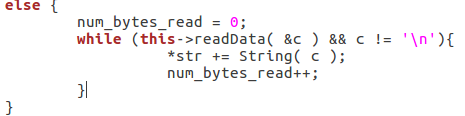 else {
        num_bytes_read = 0;
        while (this->readData( &c ) && c != '\n'){
                *str += String( c );
                num_bytes_read++;
        }
}